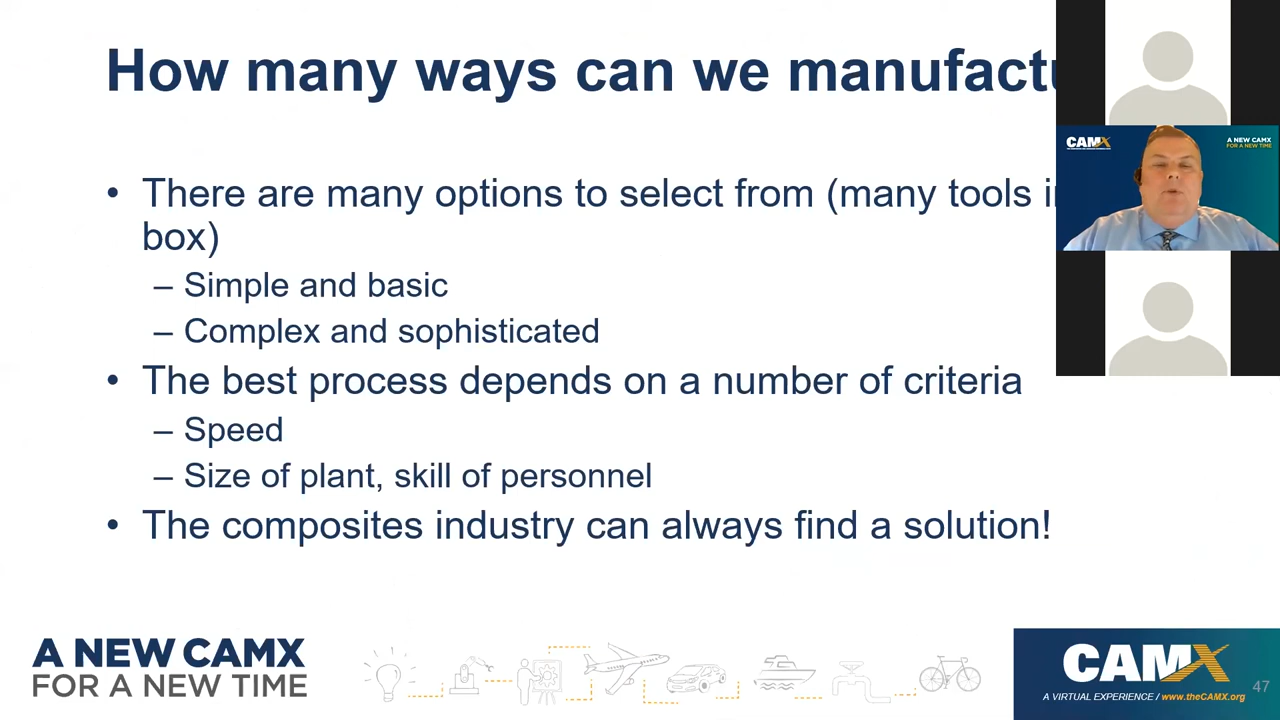 How many ways can we manufactu
• There are many options to select from (many tools i
box)
– Simple and basic
– Complex and sophisticated
• The best process depends on a number of criteria
– Speed
– Size of plant, skill of personnel
• The composites industry can always find a solution!
CAMX
A NEW CAMX
FOR A NEW TIME
A NEW CAMX
FOR A NEW TIME
CAMX
A VIRTUAL EXPERIENCE / www.theCAMX.org
47